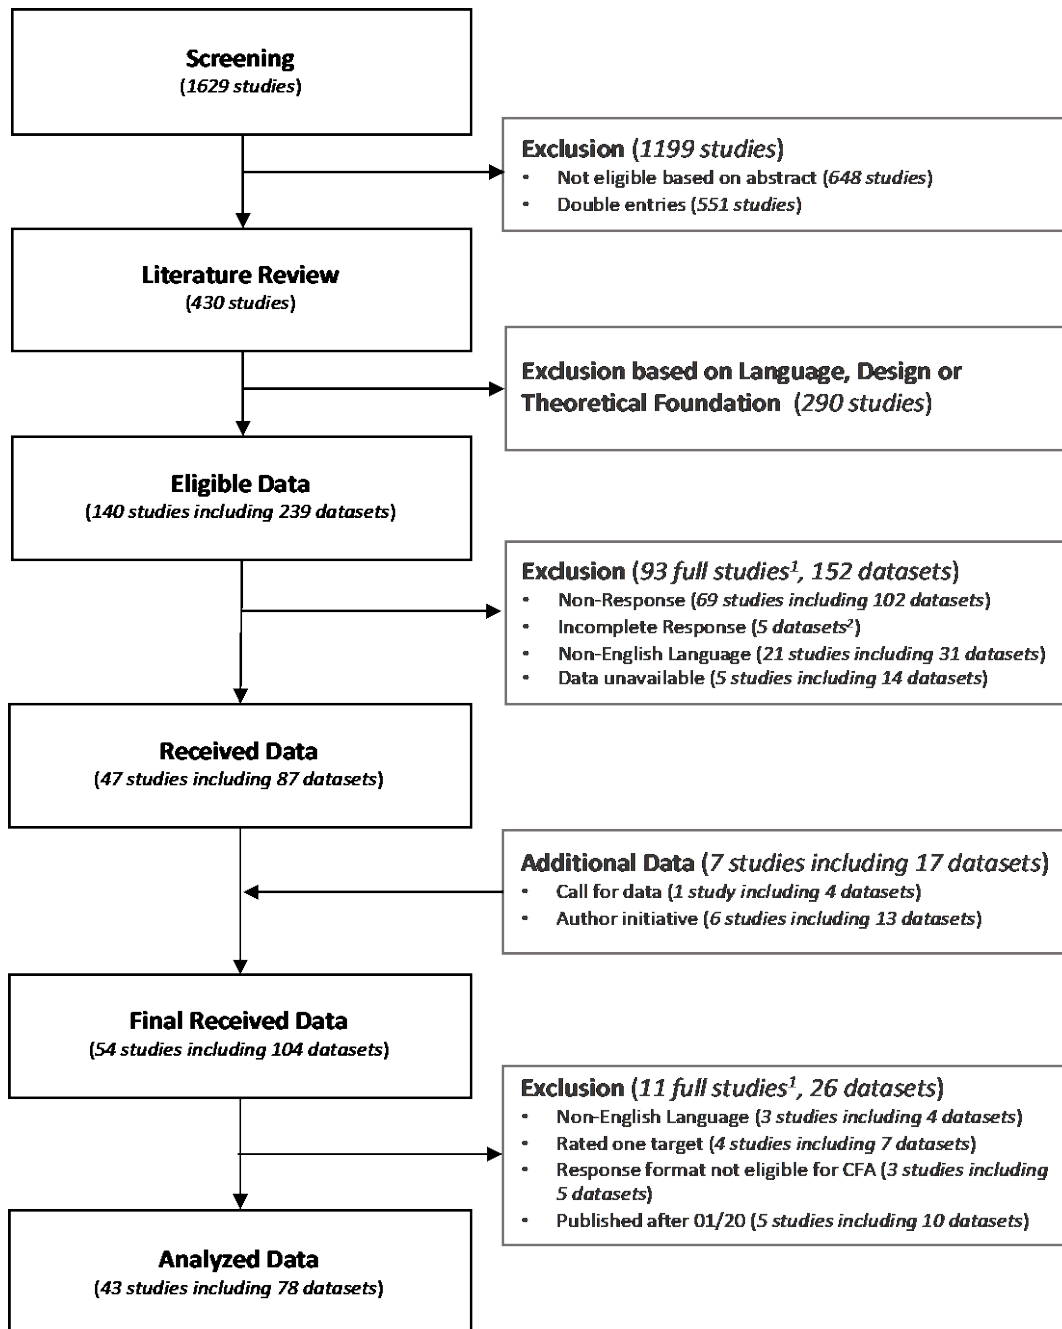 Screening
(1629 studies)
Exclusion (1199 studies)
• Not eligible based on abstract (648 studies)
• Double entries (551 studies)
Literature Review
(430 studies)
Exclusion based on Language, Design or
Theoretical Foundation (290 studies)
Eligible Data
(140 studies including 239 datasets)
Exclusion (93 full studies¹, 152 datasets)
• Non-Response (69 studies including 102 datasets)
• Incomplete Response (5 datasets²)
• Non-English Language (21 studies including 31 datasets)
• Data unavailable (5 studies including 14 datasets)
Received Data
(47 studies including 87 datasets)
Additional Data (7 studies including 17 datasets)
• Call for data (1 study including 4 datasets)
• Author initiative (6 studies including 13 datasets)
Final Received Data
(54 studies including 104 datasets)
Exclusion (11 full studies¹, 26 datasets)
• Non-English Language (3 studies including 4 datasets)
• Rated one target (4 studies including 7 datasets)
• Response format not eligible for CFA (3 studies including
5 datasets)
• Published after 01/20 (5 studies including 10 datasets)
Analyzed Data
(43 studies including 78 datasets)